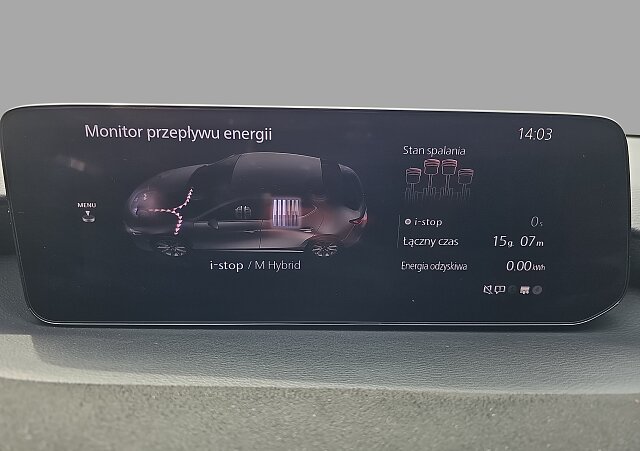 Monitor przepływu energii
14:03
Stan spalania
MENU
i-stop 0s
Łączny czas 15g. 07m
Energia odzyskiwa 0.00kWh
i-stop / M Hybrid